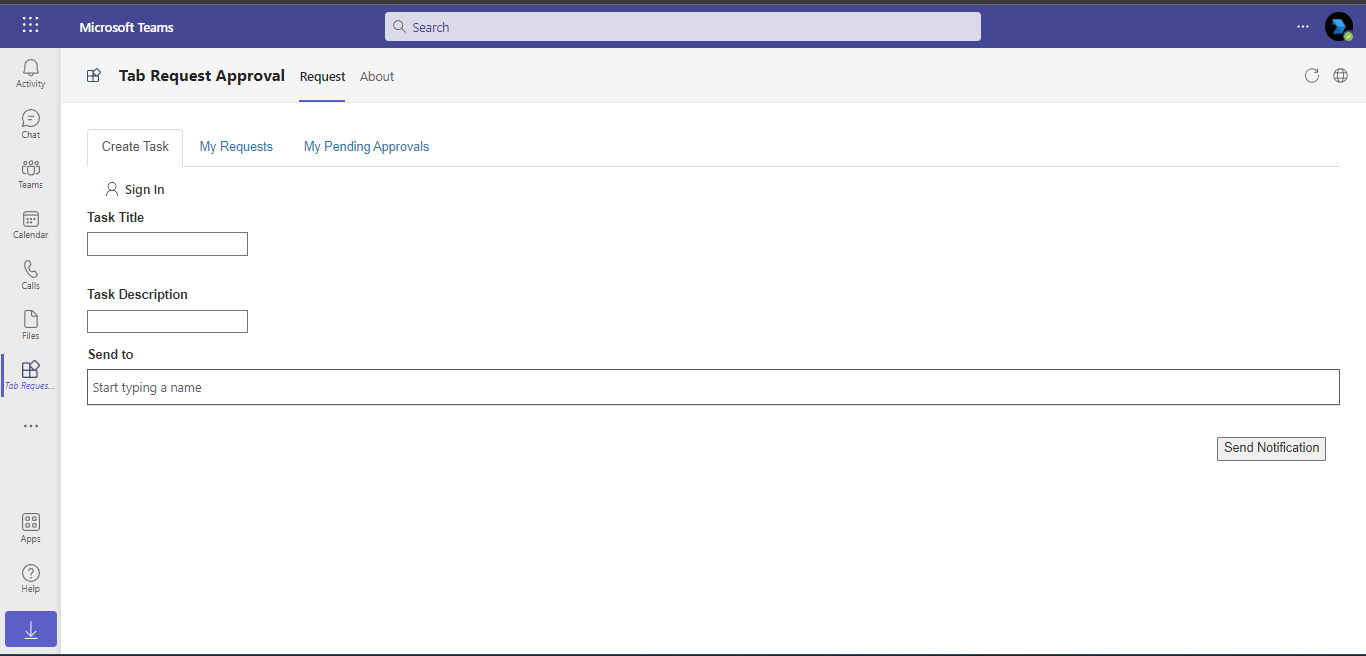 Microsoft Teams
Search
Activity
Chat
Teams
Calendar
Calls
Files
Tab Reques...
Apps
Help
Tab Request Approval Request About
Create Task My Requests My Pending Approvals
Sign In
Task Title
Task Description
Send to
Start typing a name
Send Notification